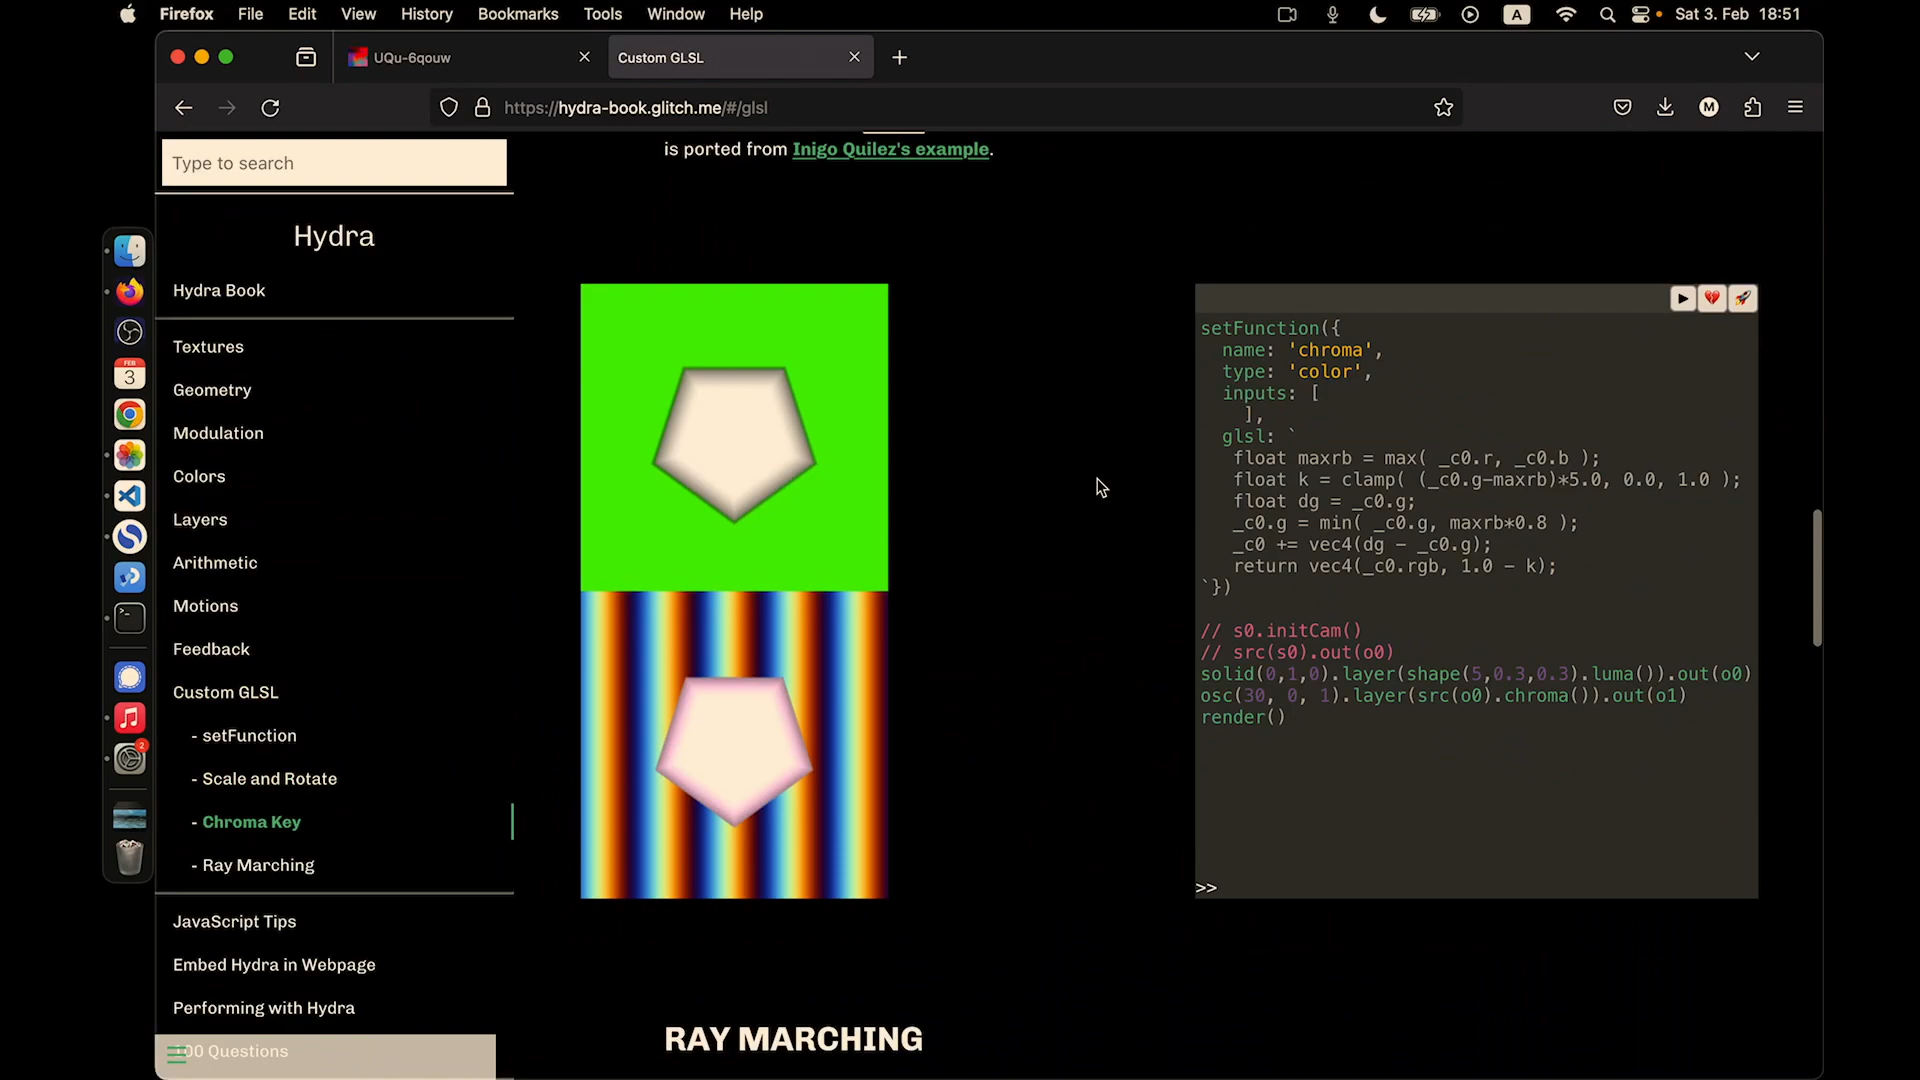 Firefox File Edit View History Bookmarks Tools Window Help
A
Sat 3. Feb 18:51
UQu-6qouw
Custom GLSL
https://hydra-book.glitch.me/#/glsl
M
Type to search
is ported from Inigo Quilez's example.
Hydra
Hydra Book
Textures
Geometry
Modulation
Colors
Layers
Arithmetic
Motions
Feedback
Custom GLSL
- setFunction
- Scale and Rotate
- Chroma Key
- Ray Marching
JavaScript Tips
Embed Hydra in Webpage
Performing with Hydra
00 Questions
FEB
3
2
setFunction({
name: 'chroma',
type: 'color',
inputs: [
],
glsl: `
float maxrb = max( _c0.r, _c0.b );
float k = clamp( (_c0.g-maxrb)*5.0, 0.0, 1.0 );
float dg = _c0.g;
_c0.g = min( _c0.g, maxrb*0.8 );
_c0 += vec4(dg - _c0.g);
return vec4(_c0.rgb, 1.0 - k);
`})
// s0.initCam()
// src(s0).out(o0)
solid(0,1,0).layer(shape(5,0.3,0.3).luma()).out(o0)
osc(30, 0, 1).layer(src(o0).chroma()).out(o1)
render()
>>
RAY MARCHING